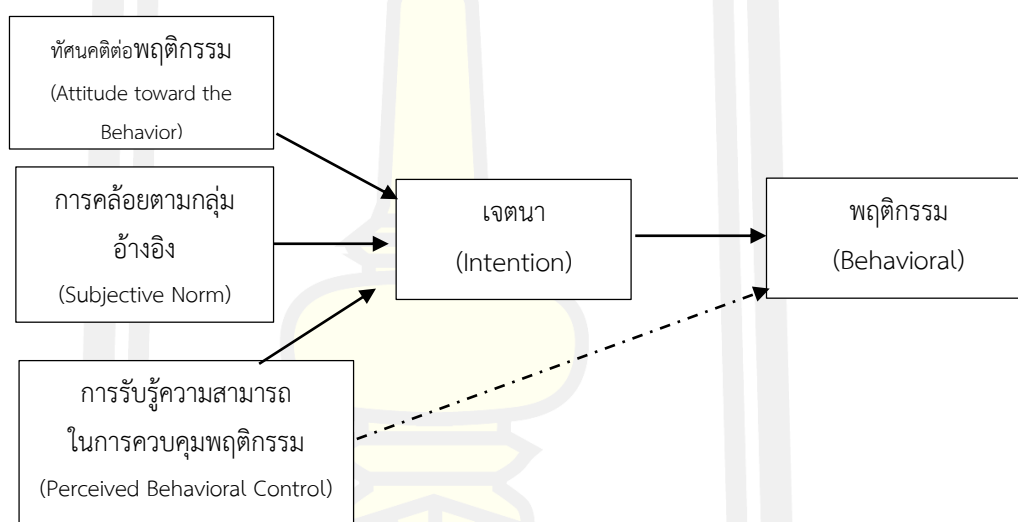 ทัศนคติต่อพฤติกรรม
(Attitude toward the
Behavior)
การคล้อยตามกลุ่ม
อ้างอิง
(Subjective Norm)
การรับรู้ความสามารถ
ในการควบคุมพฤติกรรม
(Perceived Behavioral Control)
เจตนา
(Intention)
พฤติกรรม
(Behavioral)